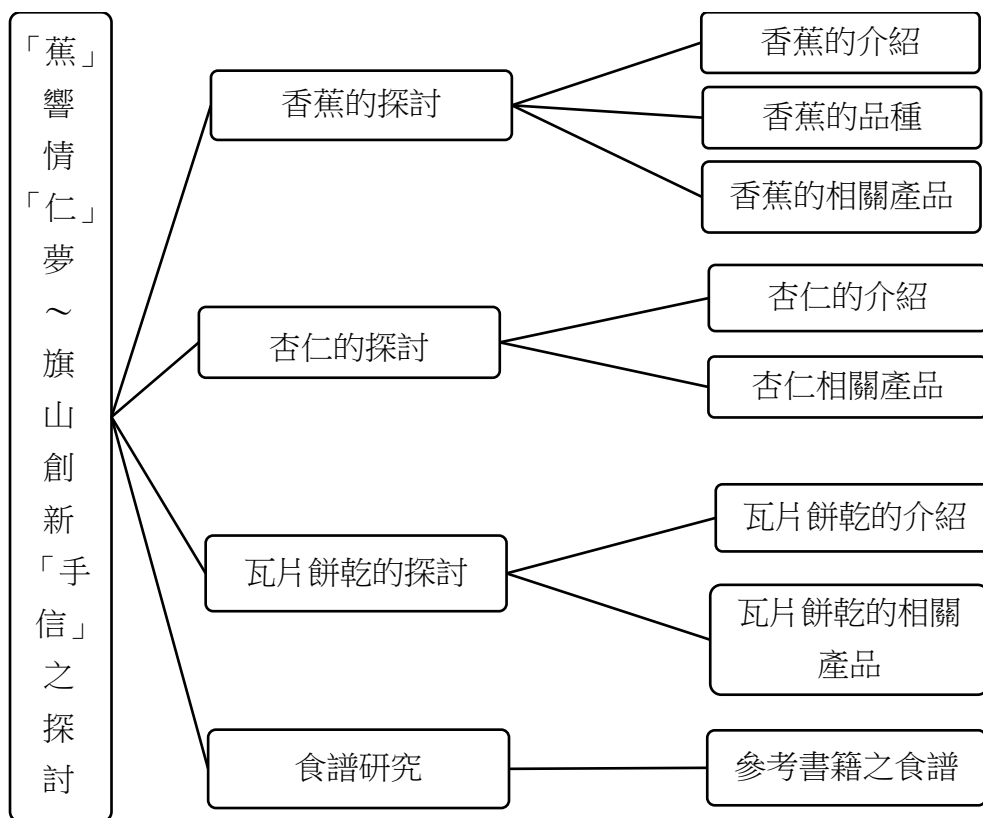 「蕉」
響
情
「仁」
夢
～
旗
山
創
新
「手
信」
之
探
討
香蕉的探討
香蕉的介紹
香蕉的品種
香蕉的相關產品
杏仁的探討
杏仁的介紹
杏仁相關產品
瓦片餅乾的探討
瓦片餅乾的介紹
瓦片餅乾的相關
產品
食譜研究
參考書籍之食譜